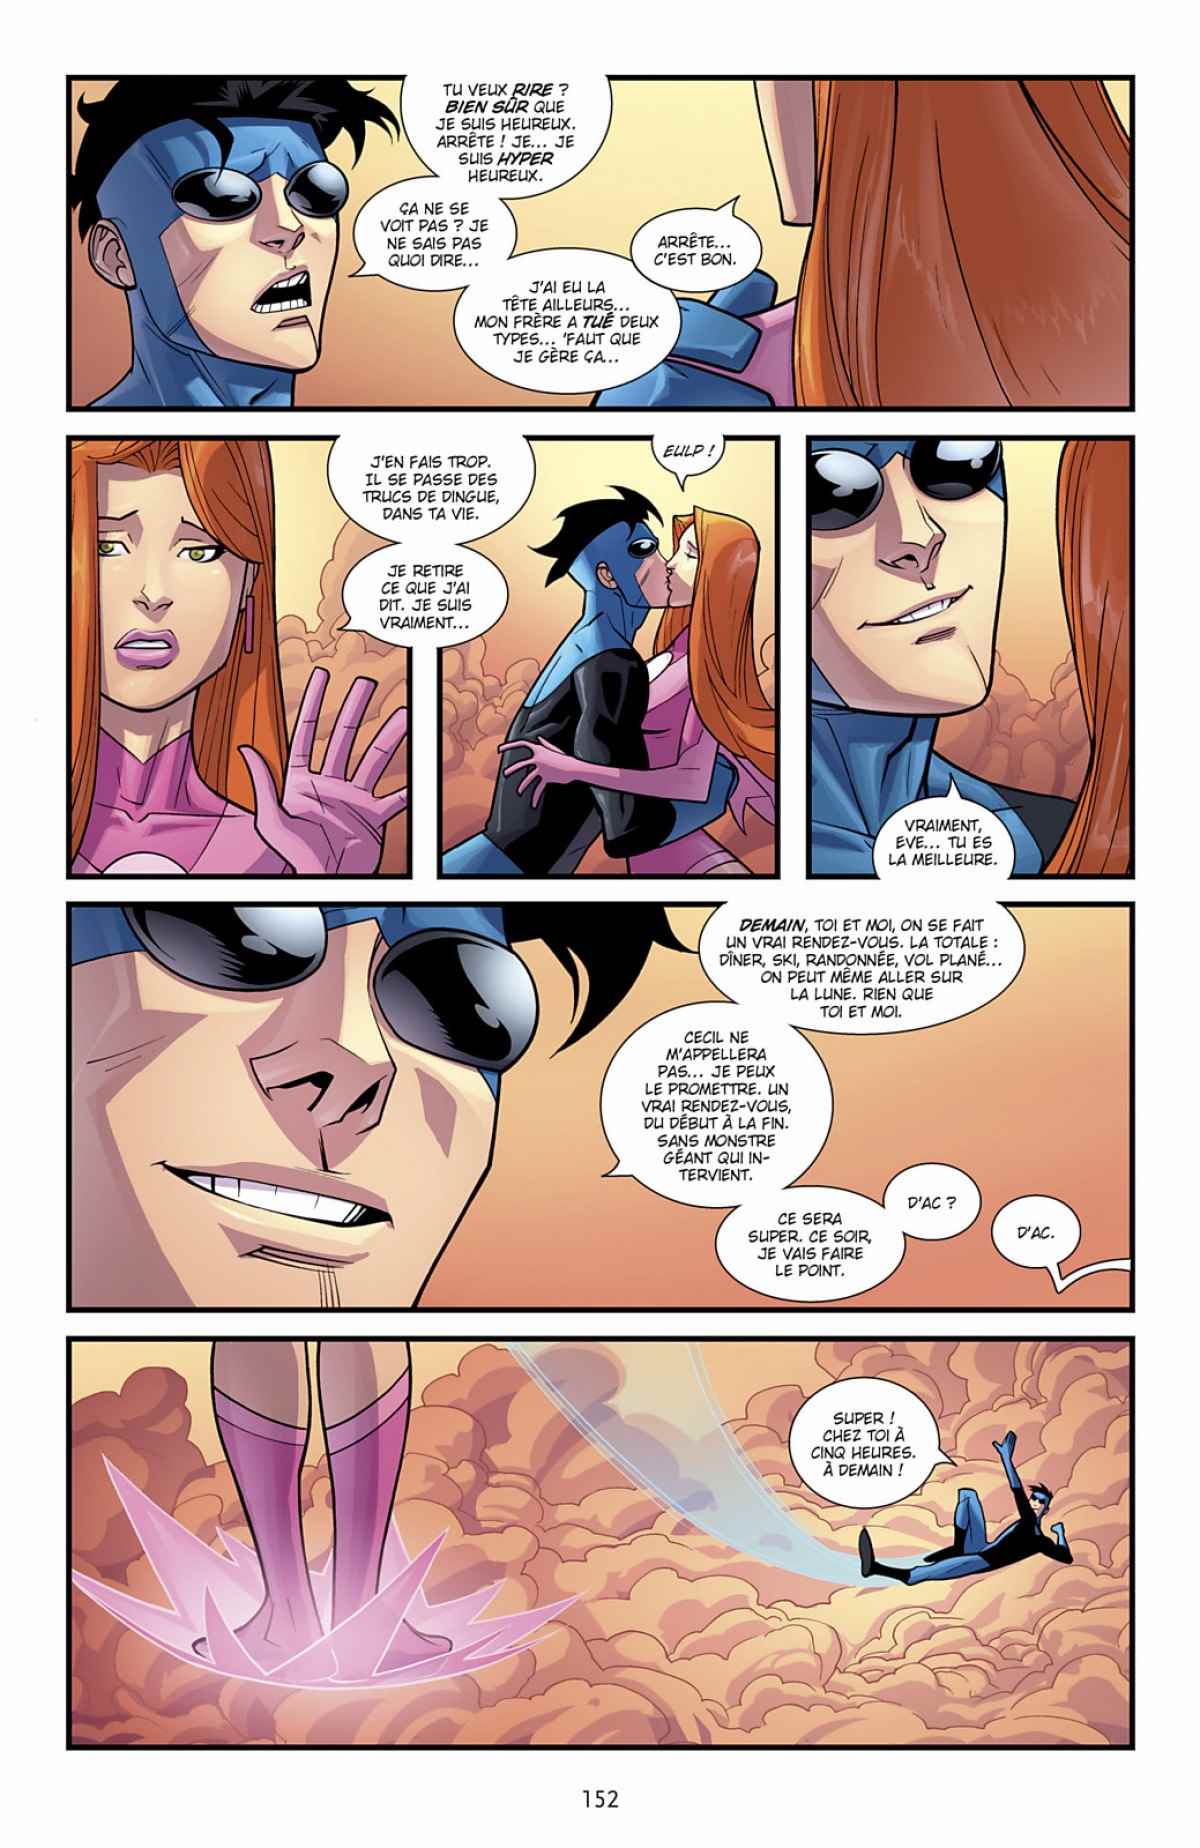 TU VEUX RIRE ?
BIEN SÛR QUE
JE SUIS HEUREUX.
ARRÊTE ! JE... JE
SUIS HYPER
HEUREUX.
ÇA NE SE
VOIT PAS ? JE
NE SAIS PAS
QUOI DIRE...
J'AI EU LA
TÊTE AILLEURS...
MON FRÈRE A TUÉ DEUX
TYPES... 'FAUT QUE
JE GÈRE ÇA...
ARRÊTE...
C'EST BON.
J'EN FAIS TROP.
IL SE PASSE DES
TRUCS DE DINGUE,
DANS TA VIE.
JE RETIRE
CE QUE J'AI
DIT. JE SUIS
VRAIMENT...
EULP !
VRAIMENT,
EVE... TU ES
LA MEILLEURE.
DEMAIN, TOI ET MOI, ON SE FAIT
UN VRAI RENDEZ-VOUS. LA TOTALE :
DÎNER, SKI, RANDONNÉE, VOL PLANÉ...
ON PEUT MÊME ALLER SUR
LA LUNE. RIEN QUE
TOI ET MOI.
CECIL NE
M'APPELLERA
PAS... JE PEUX
LE PROMETTRE. UN
VRAI RENDEZ-VOUS,
DU DÉBUT À LA FIN.
SANS MONSTRE
GÉANT QUI IN-
TERVIENT.
CE SERA
SUPER. CE SOIR,
JE VAIS FAIRE
LE POINT.
D'AC ?
D'AC.
SUPER !
CHEZ TOI À
CINQ HEURES.
À DEMAIN !
152